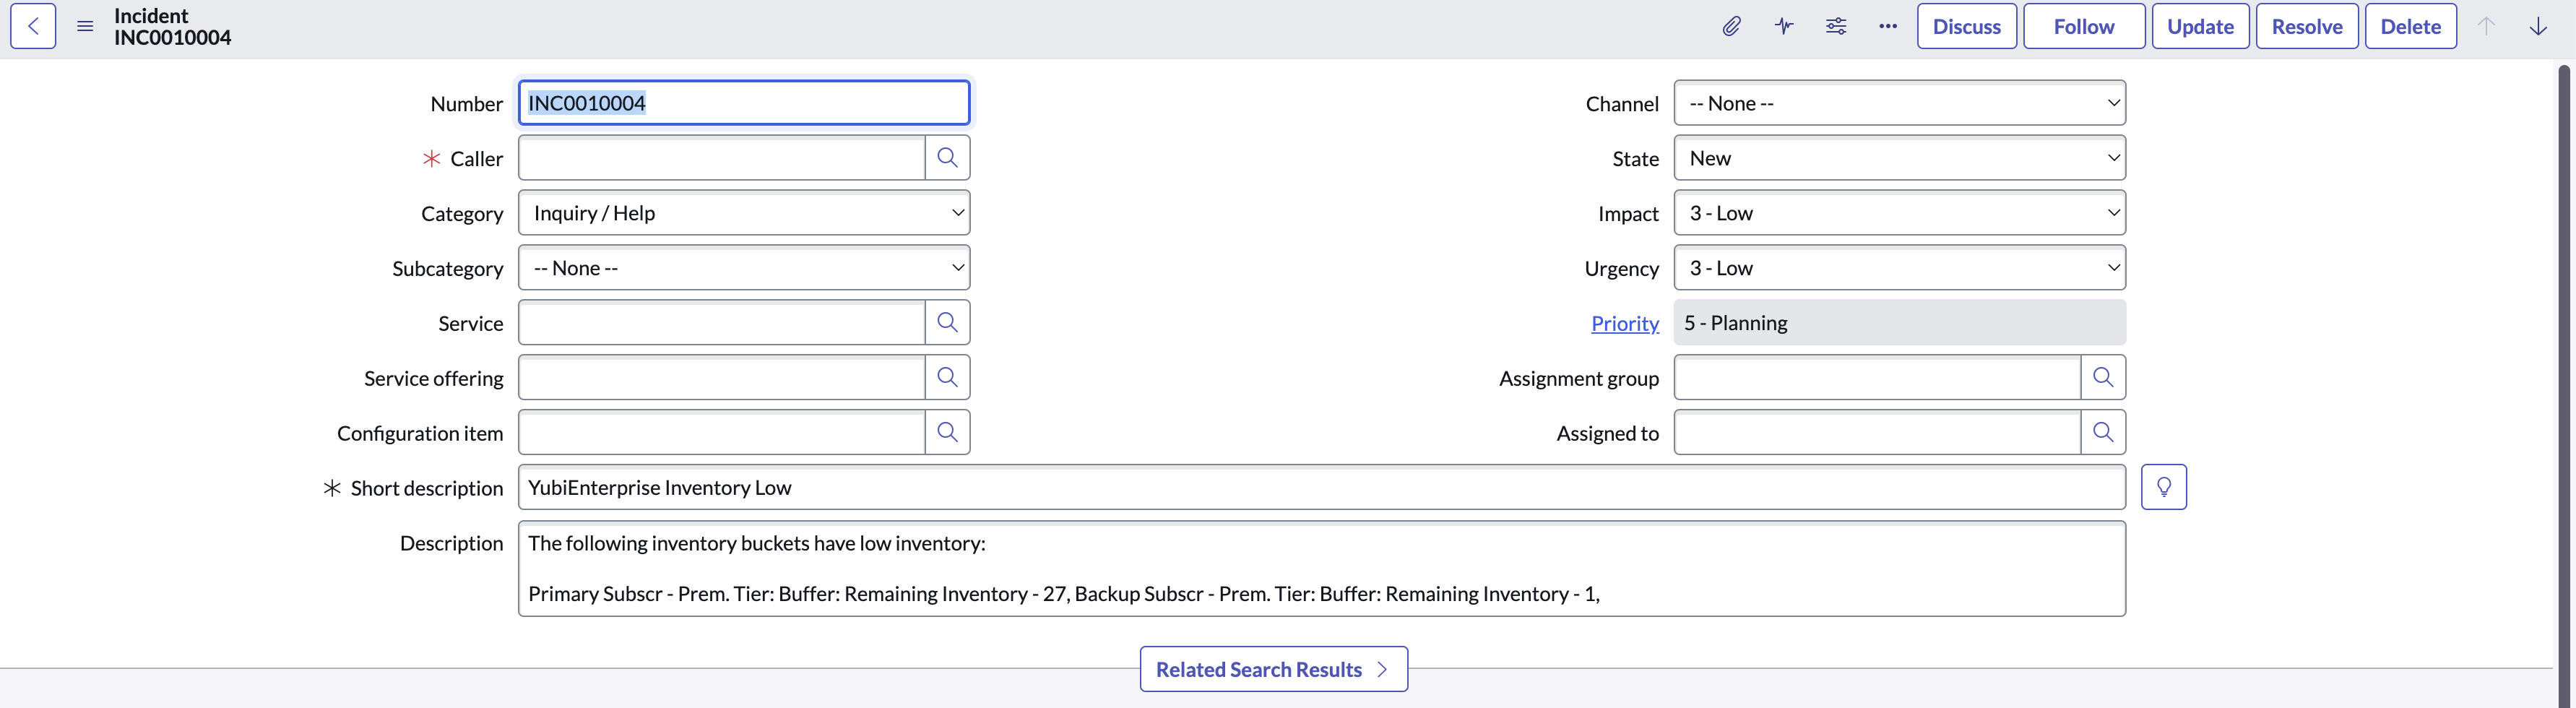 Incident
INC0010004
Discuss
Follow
Update
Resolve
Delete
Number INC0010004
Channel -- None --
Caller
State New
Category Inquiry / Help
Impact 3 - Low
Subcategory -- None --
Urgency 3 - Low
Service
Priority 5 - Planning
Service offering
Assignment group
Configuration item
Assigned to
Short description YubiEnterprise Inventory Low
Description The following inventory buckets have low inventory:
Primary Subscr - Prem. Tier: Buffer: Remaining Inventory - 27, Backup Subscr - Prem. Tier: Buffer: Remaining Inventory - 1,
Related Search Results